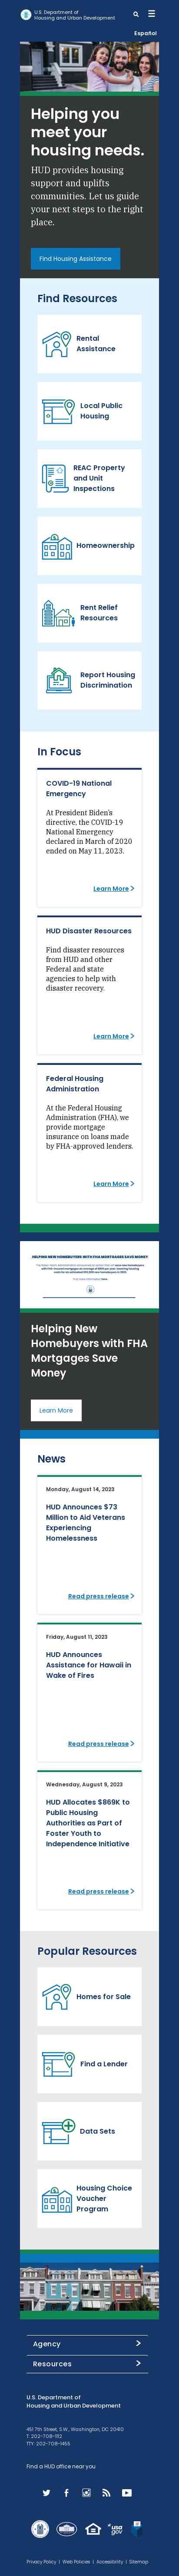 U.S. Department of
Housing and Urban Development
Español
Helping you
meet your
housing needs.
HUD provides housing
support and uplifts
communities. Let us guide
your next steps to the right
place.
Find Housing Assistance
Find Resources
Rental
Assistance
Local Public
Housing
REAC Property
and Unit
Inspections
Homeownership
Rent Relief
Resources
Report Housing
Discrimination
In Focus
COVID-19 National
Emergency
At President Biden's
directive, the COVID-19
National Emergency
declared in March of 2020
ended on May 11, 2023.
Learn More
HUD Disaster Resources
Find disaster resources
from HUD and other
Federal and state
agencies to help with
disaster recovery.
Learn More
Federal Housing
Administration
At the Federal Housing
Administration (FHA), we
provide mortgage
insurance on loans made
by FHA-approved lenders.
Learn More
HELPING NEW HOMEBUYERS WITH FHA MORTGAGES SAVE MONEY
Helping New
Homebuyers with FHA
Mortgages Save
Money
Learn More
News
Monday, August 14, 2023
HUD Announces $73
Million to Aid Veterans
Experiencing
Homelessness
Read press release
Friday, August 11, 2023
HUD Announces
Assistance for Hawaii in
Wake of Fires
Read press release
Wednesday, August 9, 2023
HUD Allocates $869K to
Public Housing
Authorities as Part of
Foster Youth to
Independence Initiative
Read press release
Popular Resources
Homes for Sale
Find a Lender
Data Sets
Housing Choice
Voucher
Program
Agency
Resources
U.S. Department of
Housing and Urban Development
451 7th Street, S.W., Washington, DC 20410
T: 202-708-1112
TTY: 202-708-1455
Find a HUD office near you
USAGov
Privacy Policy | Web Policies | Accessibility | Sitemap